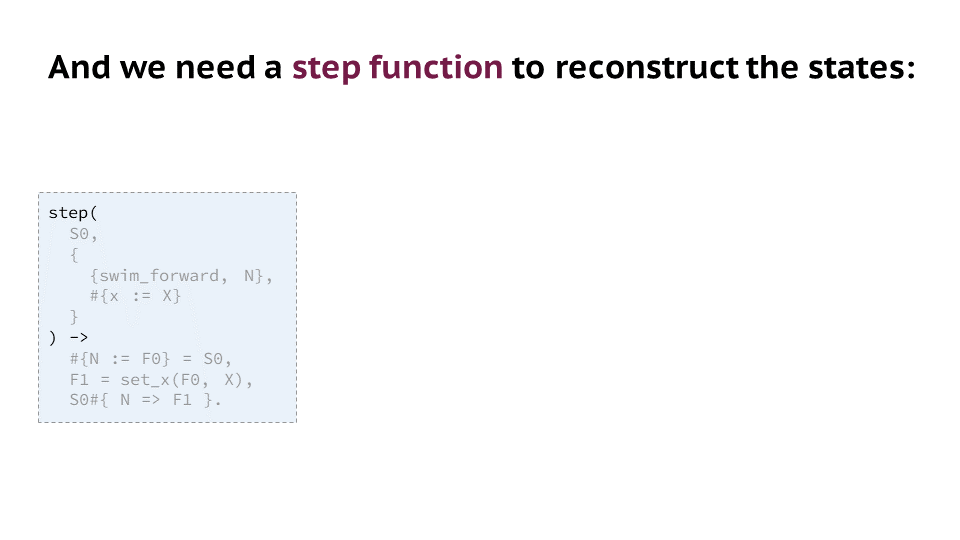 And we need a step function to reconstruct the states:
step(
  S0,
  {
    {swim_forward, N},
    #{x := X}
  }
) ->
  #{N := F0} = S0,
  F1 = set_x(F0, X),
  S0#{ N => F1 }.